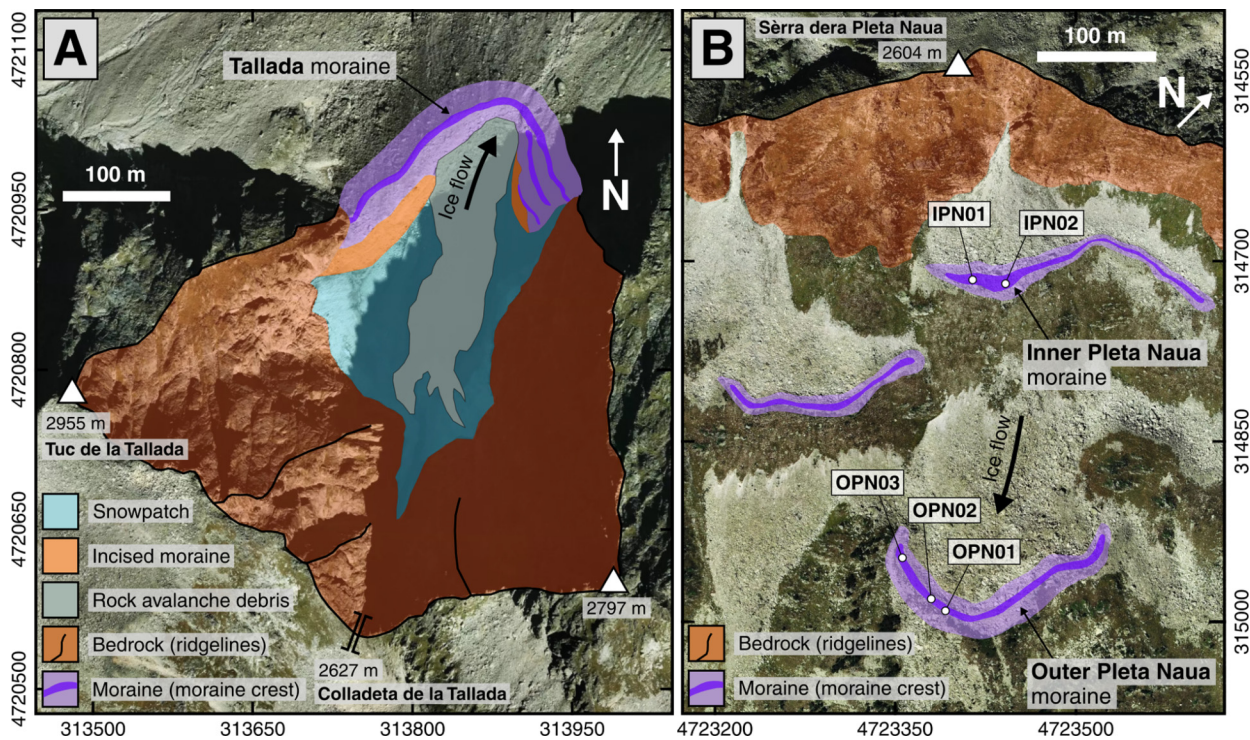 A
Tallada moraine
100 m
N
Ice flow
2955 m
Tuc de la Tallada
2797 m
2627 m
Colladeta de la Tallada
Snowpatch
Incised moraine
Rock avalanche debris
Bedrock (ridgelines)
Moraine (moraine crest)
4721100
4720950
4720800
4720650
4720500
313500
313650
313800
313950
B
Sèrra dera Pleta Naua
2604 m
100 m
N
IPN01
IPN02
Inner Pleta Naua
moraine
Ice flow
OPN03
OPN02
OPN01
Outer Pleta Naua
moraine
Bedrock (ridgelines)
Moraine (moraine crest)
314550
314700
314850
315000
4723200
4723350
4723500